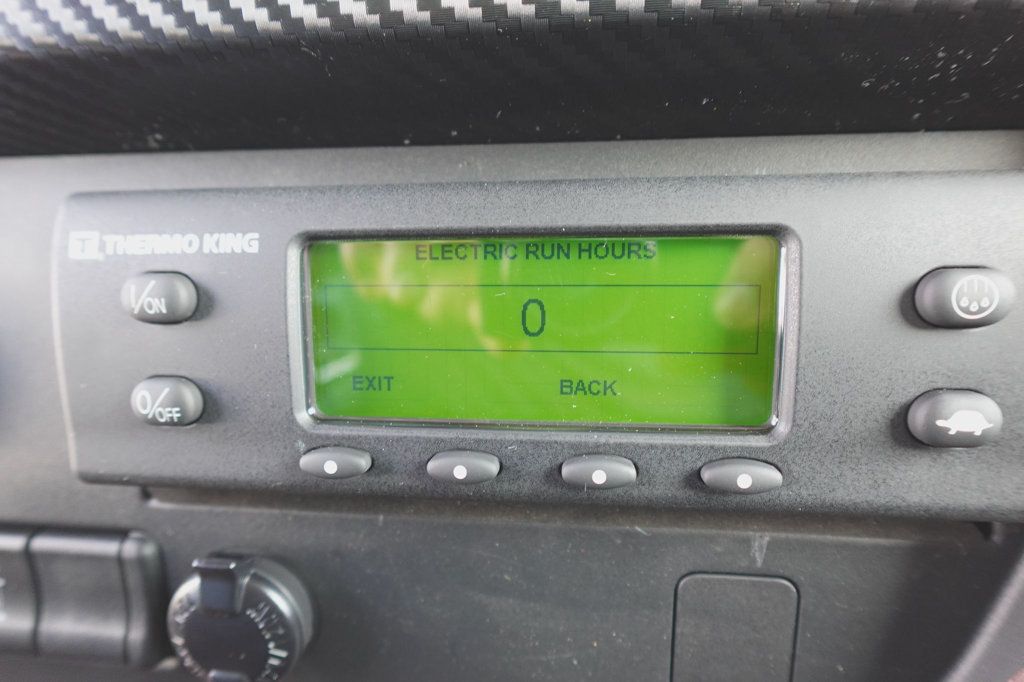 THERMO KING
ELECTRIC RUN HOURS
I/ON
0
O/OFF
EXIT
BACK